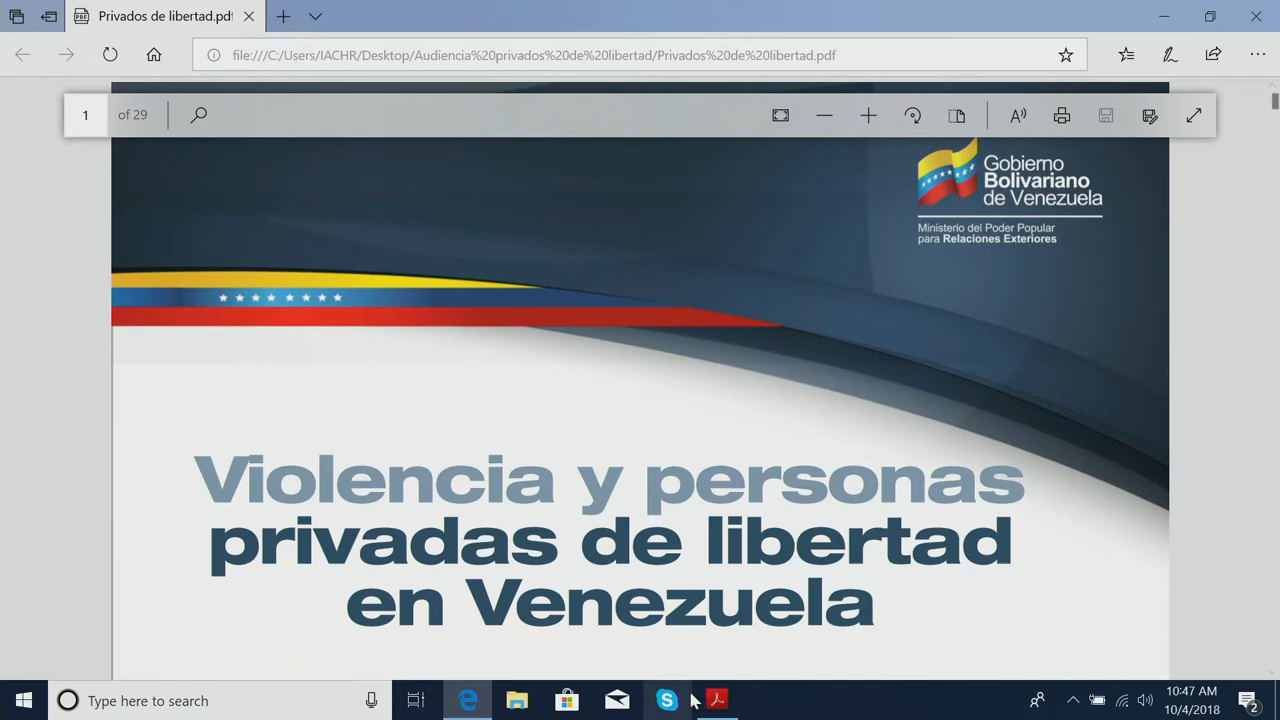 Privados de libertad.pdf
file:///C:/Users/IACHR/Desktop/Audiencia%20privados%20de%20libertad/Privados%20de%20libertad.pdf
1 of 29
Gobierno
Bolivariano
de Venezuela
Ministerio del Poder Popular
para Relaciones Exteriores
Violencia y personas
privadas de libertad
en Venezuela
Type here to search
10:47 AM
10/4/2018
2